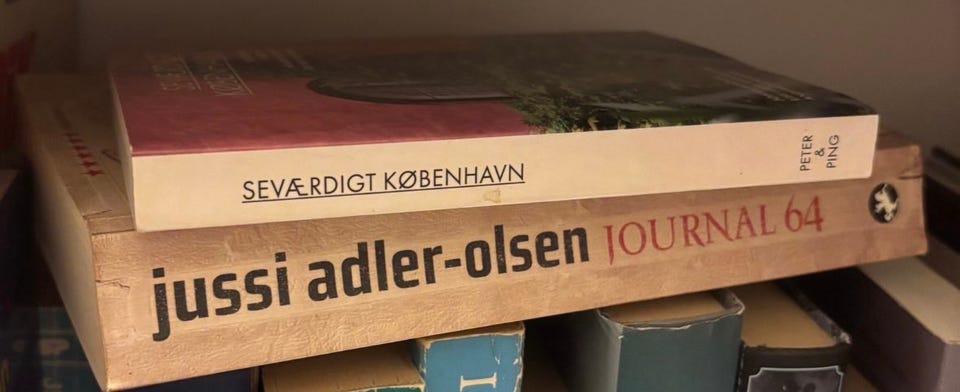 SEVÆRDIGT KØBENHAVN
PETER
&
PING
jussi adler-olsen JOURNAL 64
I